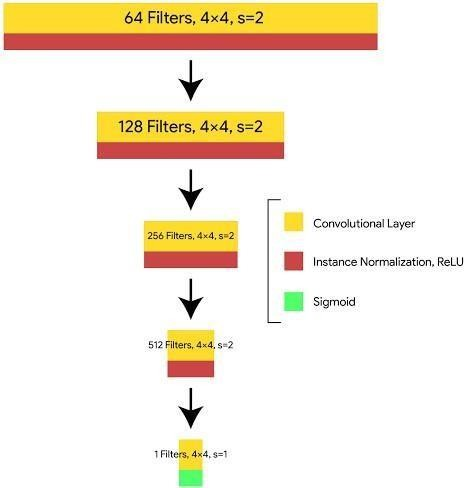 64 Filters, 4×4, s=2
128 Filters, 4×4, s=2
256 Filters, 4×4, s=2
Convolutional Layer
Instance Normalization, ReLU
Sigmoid
512 Filters, 4×4, s=2
1 Filters, 4×4, s=1